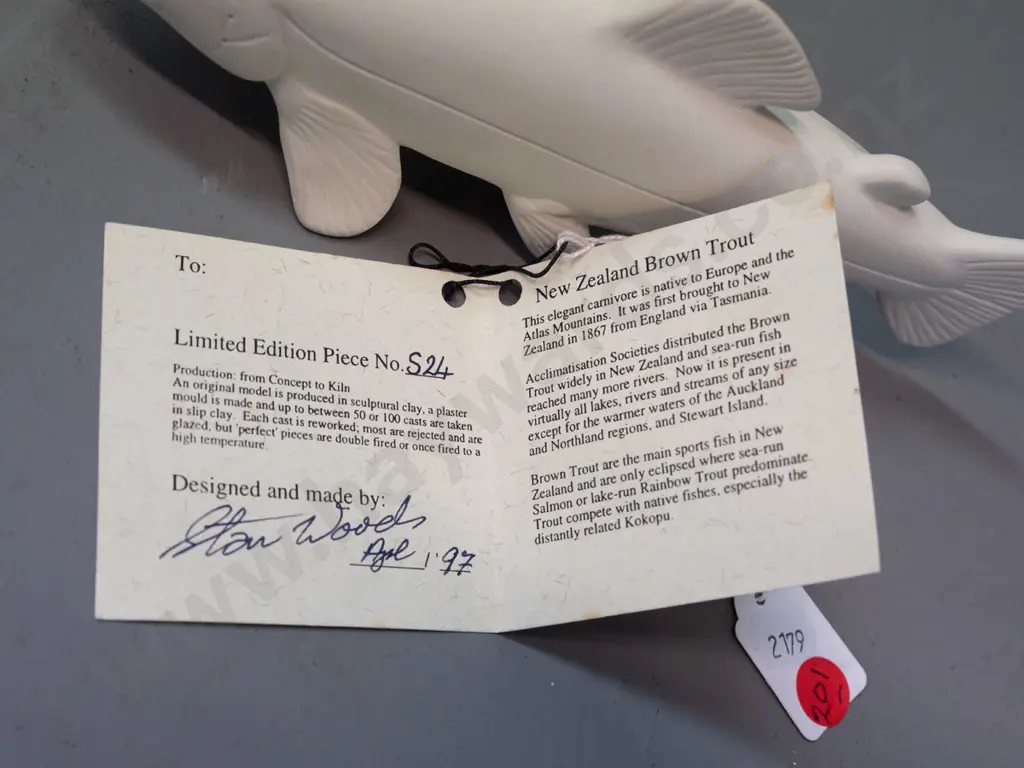 To:
Limited Edition Piece No. S24
Production: from Concept to Kiln
An original model is produced in sculptural clay, a plaster
mould is made and up to between 50 or 100 casts are taken
in slip clay. Each cast is reworked; most are rejected and are
glazed, but 'perfect' pieces are double fired or once fired to a
high temperature.
Designed and made by:
Stan Woods
'97
New Zealand Brown Trout
This elegant carnivore is native to Europe and the
Atlas Mountains. It was first brought to New
Zealand in 1867 from England via Tasmania.
Acclimatisation Societies distributed the Brown
Trout widely in New Zealand and sea-run fish
reached many more rivers. Now it is present in
virtually all lakes, rivers and streams of any size
except for the warmer waters of the Auckland
and Northland regions, and Stewart Island.
Brown Trout are the main sports fish in New
Zealand and are only eclipsed where sea-run
Salmon or lake-run Rainbow Trout predominate.
Trout compete with native fishes, especially the
distantly related Kokopu.
2179
201